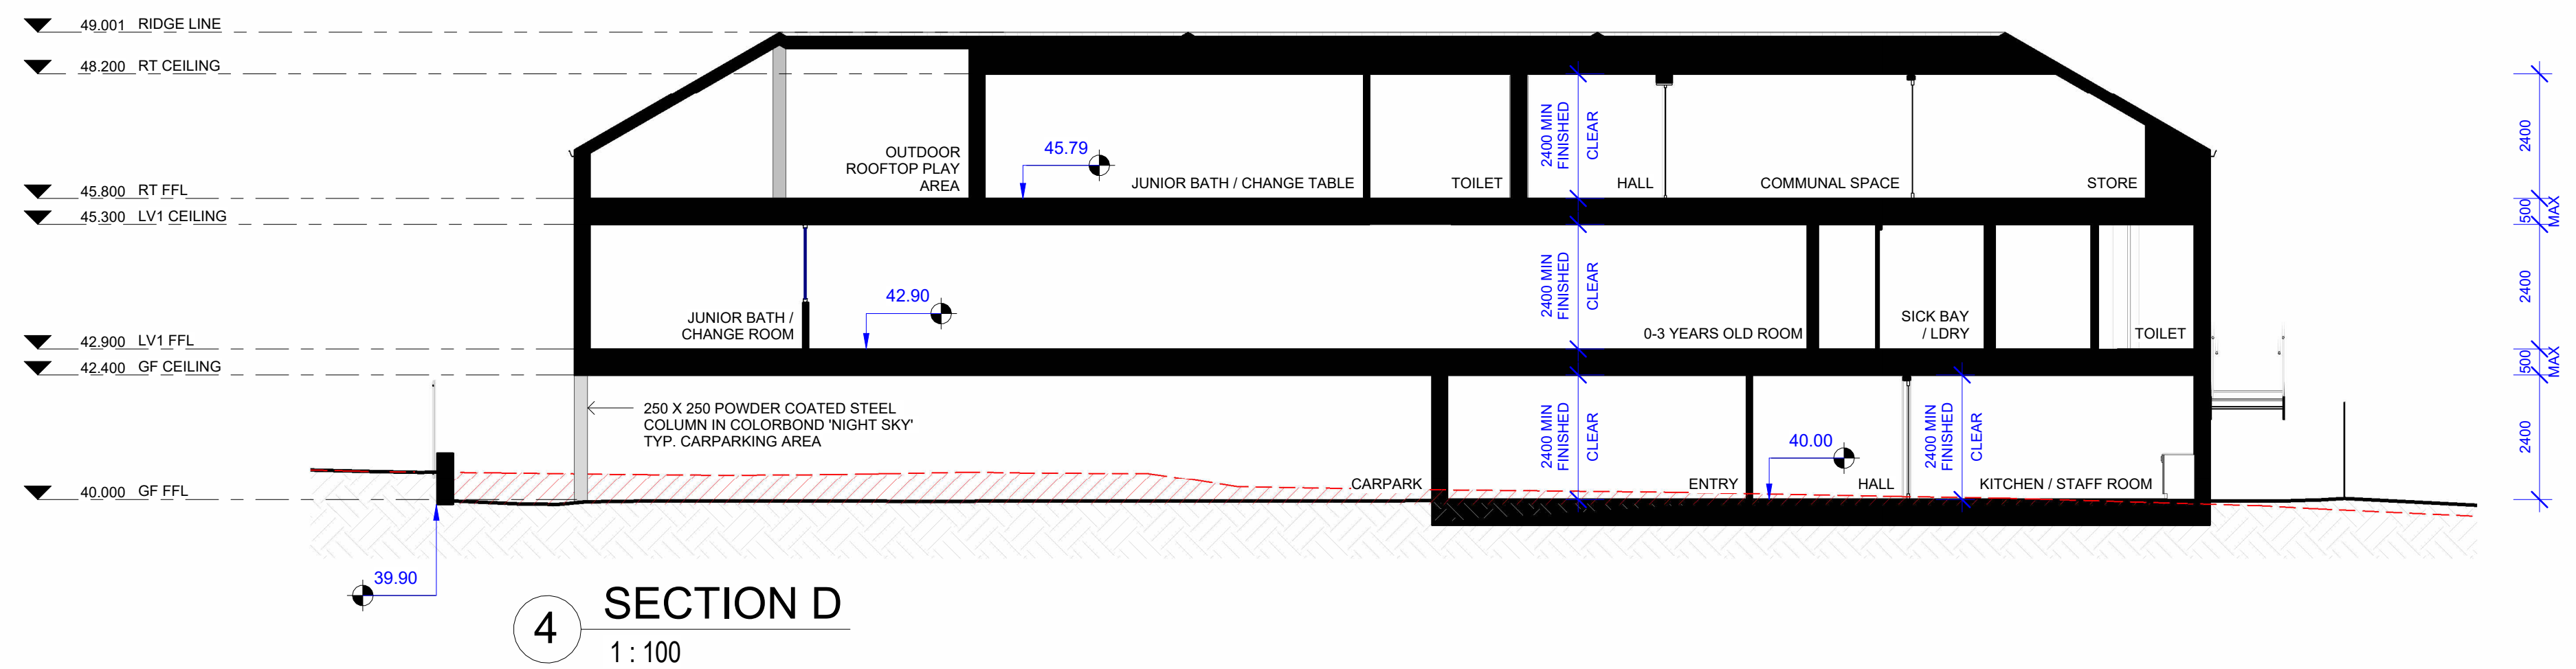 49.001 RIDGE LINE
48.200 RT CEILING
45.800 RT FFL
45.300 LV1 CEILING
42.900 LV1 FFL
42.400 GF CEILING
40.000 GF FFL
OUTDOOR
ROOFTOP PLAY
AREA
45.79
JUNIOR BATH / CHANGE TABLE
TOILET
2400 MIN
FINISHED
CLEAR
HALL
COMMUNAL SPACE
STORE
2400
500
MAX
JUNIOR BATH /
CHANGE ROOM
42.90
2400 MIN
FINISHED
CLEAR
0-3 YEARS OLD ROOM
SICK BAY
/ LDRY
TOILET
2400
500
MAX
250 X 250 POWDER COATED STEEL
COLUMN IN COLORBOND 'NIGHT SKY'
TYP. CARPARKING AREA
CARPARK
2400 MIN
FINISHED
CLEAR
ENTRY
40.00
HALL
2400 MIN
FINISHED
CLEAR
KITCHEN / STAFF ROOM
2400
39.90
4
SECTION D
1 : 100